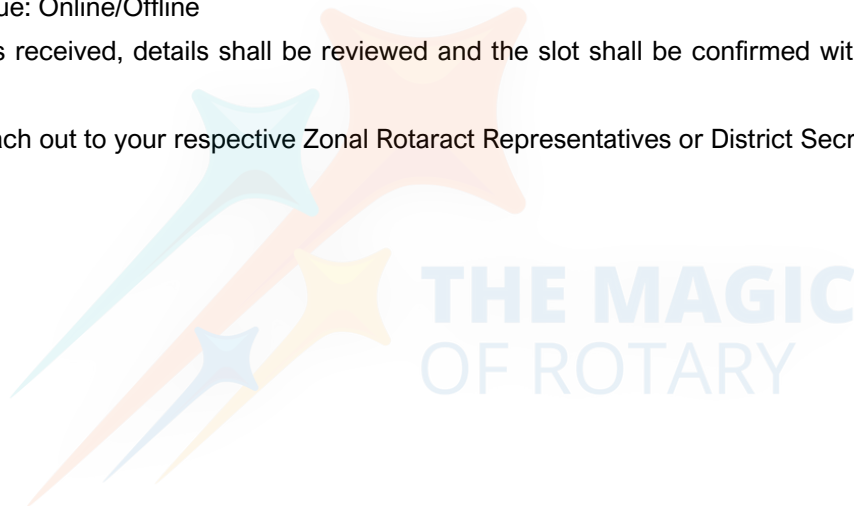 ue: Online/Offline
s received, details shall be reviewed and the slot shall be confirmed wit
ach out to your respective Zonal Rotaract Representatives or District Secr
THE MAGIC
OF ROTARY